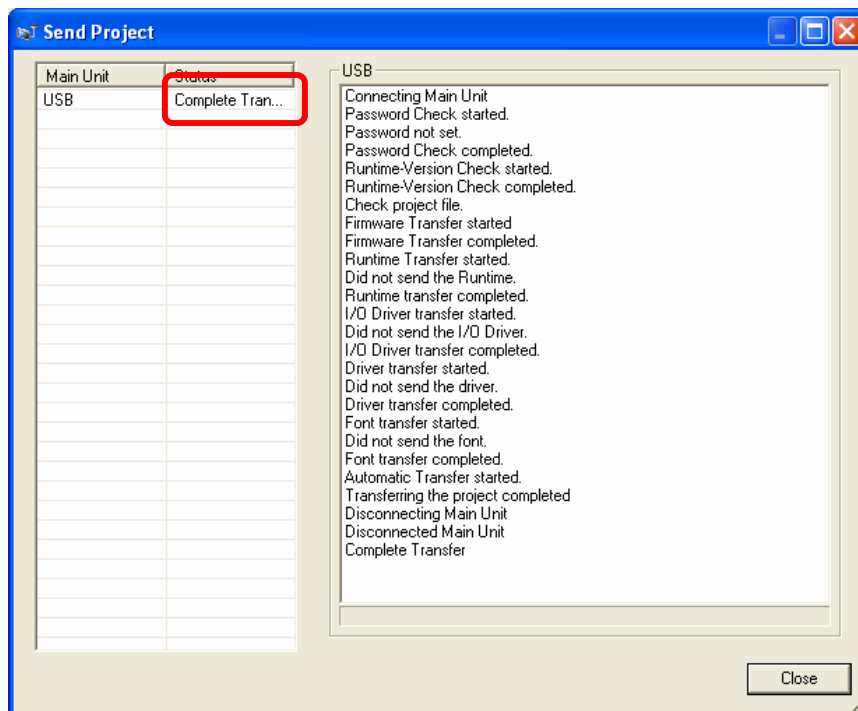 Send Project
Main Unit Status
USB Complete Tran...
USB
Connecting Main Unit
Password Check started.
Password not set.
Password Check completed.
Runtime-Version Check started.
Runtime-Version Check completed.
Check project file.
Firmware Transfer started
Firmware Transfer completed.
Runtime Transfer started.
Did not send the Runtime.
Runtime transfer completed.
I/O Driver transfer started.
Did not send the I/O Driver.
I/O Driver transfer completed.
Driver transfer started.
Did not send the driver.
Driver transfer completed.
Font transfer started.
Did not send the font.
Font transfer completed.
Automatic Transfer started.
Transferring the project completed
Disconnecting Main Unit
Disconnected Main Unit
Complete Transfer
Close